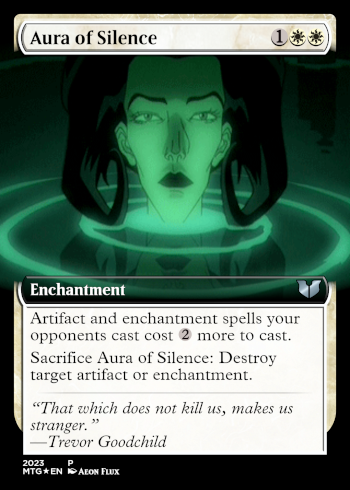 Aura of Silence 1
Enchantment
Artifact and enchantment spells your
opponents cast cost 2 more to cast.
Sacrifice Aura of Silence: Destroy
target artifact or enchantment.
“That which does not kill us, makes us
stranger.”
—Trevor Goodchild
2023 P
MTG★EN Aeon Flux